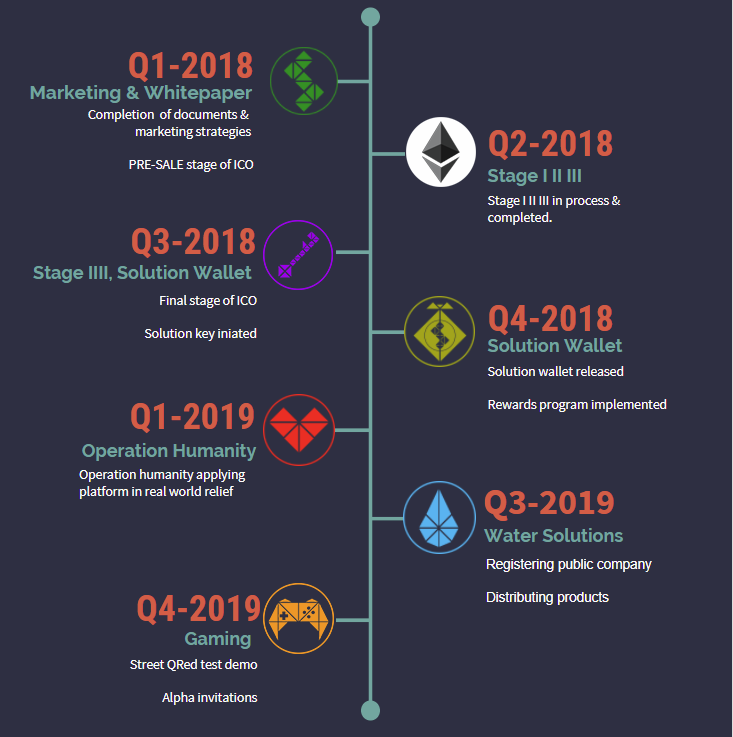 Q1-2018
Marketing & Whitepaper
Completion of documents &
marketing strategies
PRE-SALE stage of ICO
Q2-2018
Stage I II III
Stage I II III in process &
completed.
Q3-2018
Stage IIII, Solution Wallet
Final stage of ICO
Solution key iniated
Q4-2018
Solution Wallet
Solution wallet released
Rewards program implemented
Q1-2019
Operation Humanity
Operation humanity applying
platform in real world relief
Q3-2019
Water Solutions
Registering public company
Distributing products
Q4-2019
Gaming
Street QRed test demo
Alpha invitations